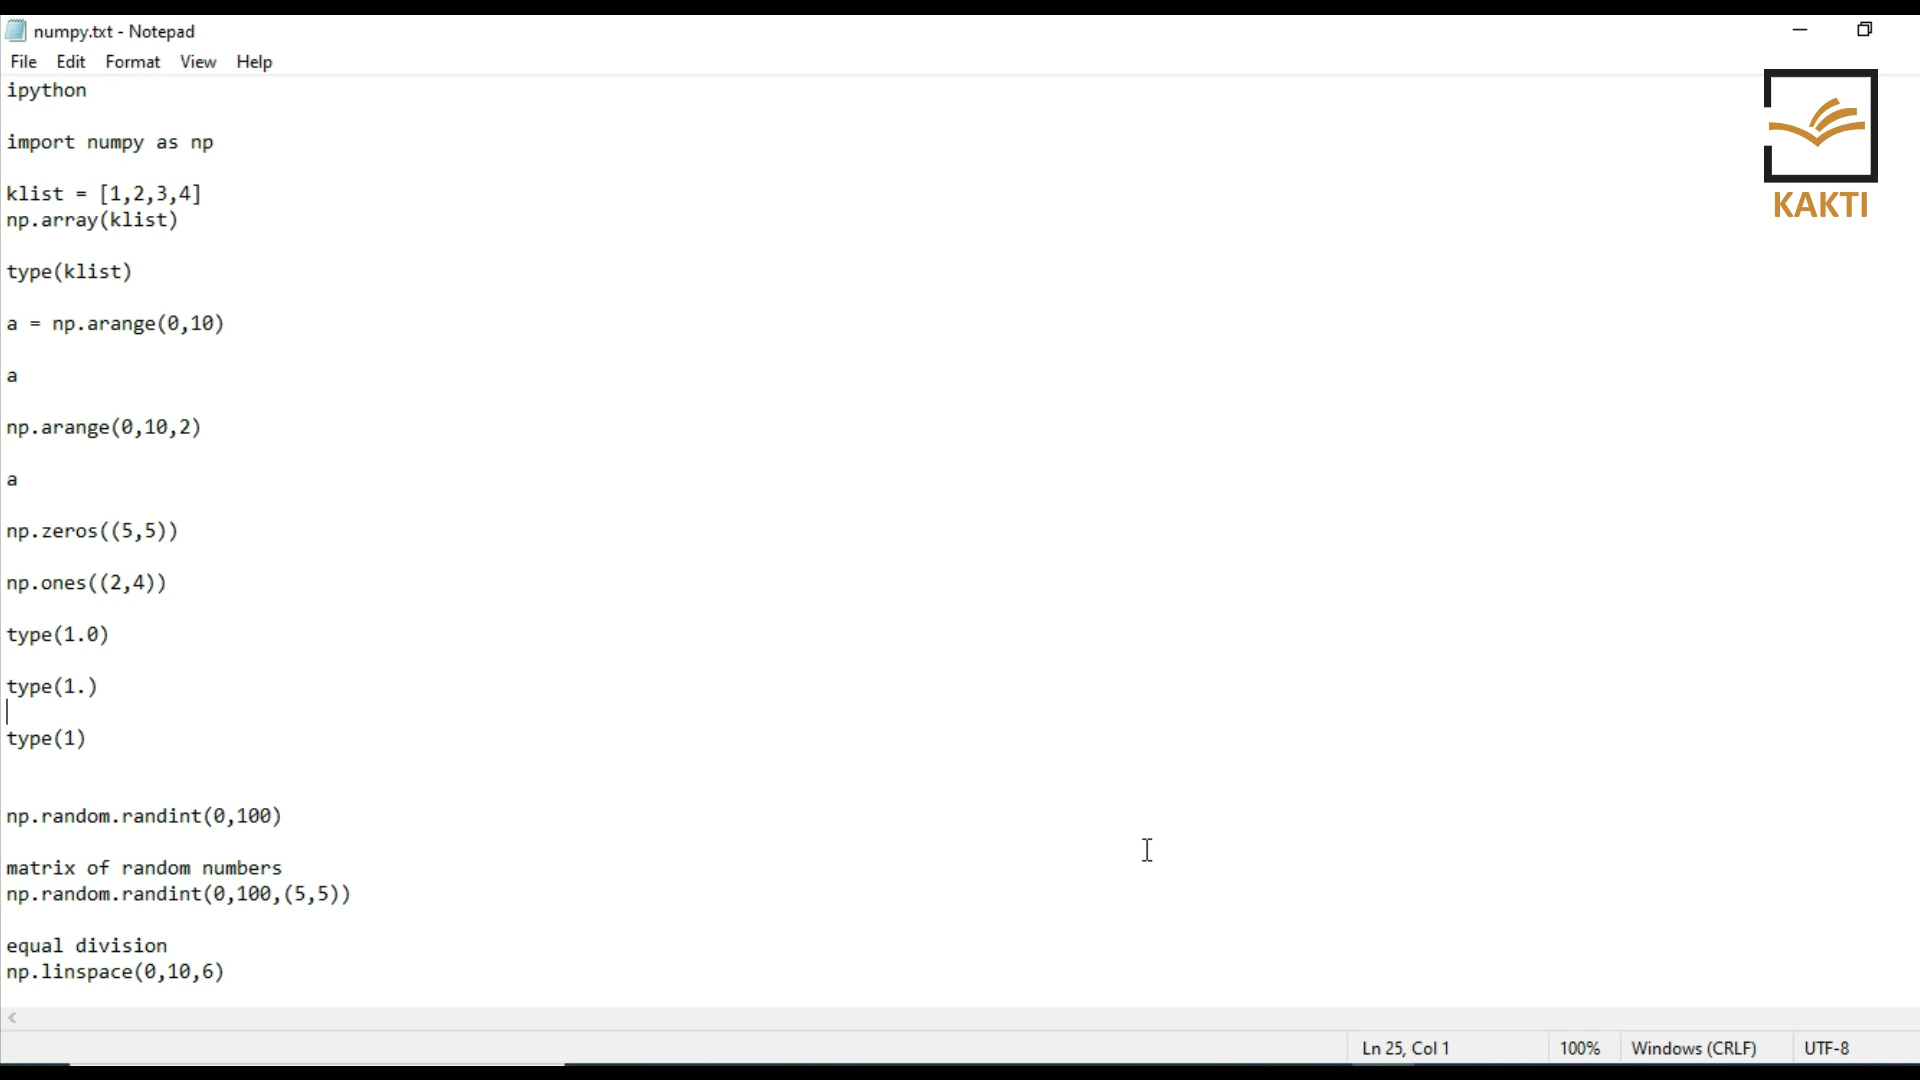 numpy.txt - Notepad
File Edit Format View Help
ipython
import numpy as np
klist = [1,2,3,4]
np.array(klist)
type(klist)
a = np.arange(0,10)
a
np.arange(0,10,2)
a
np.zeros((5,5))
np.ones((2,4))
type(1.0)
type(1.)
type(1)
np.random.randint(0,100)
matrix of random numbers
np.random.randint(0,100,(5,5))
equal division
np.linspace(0,10,6)
KAKTI
Ln 25, Col 1 100% Windows (CRLF) UTF-8